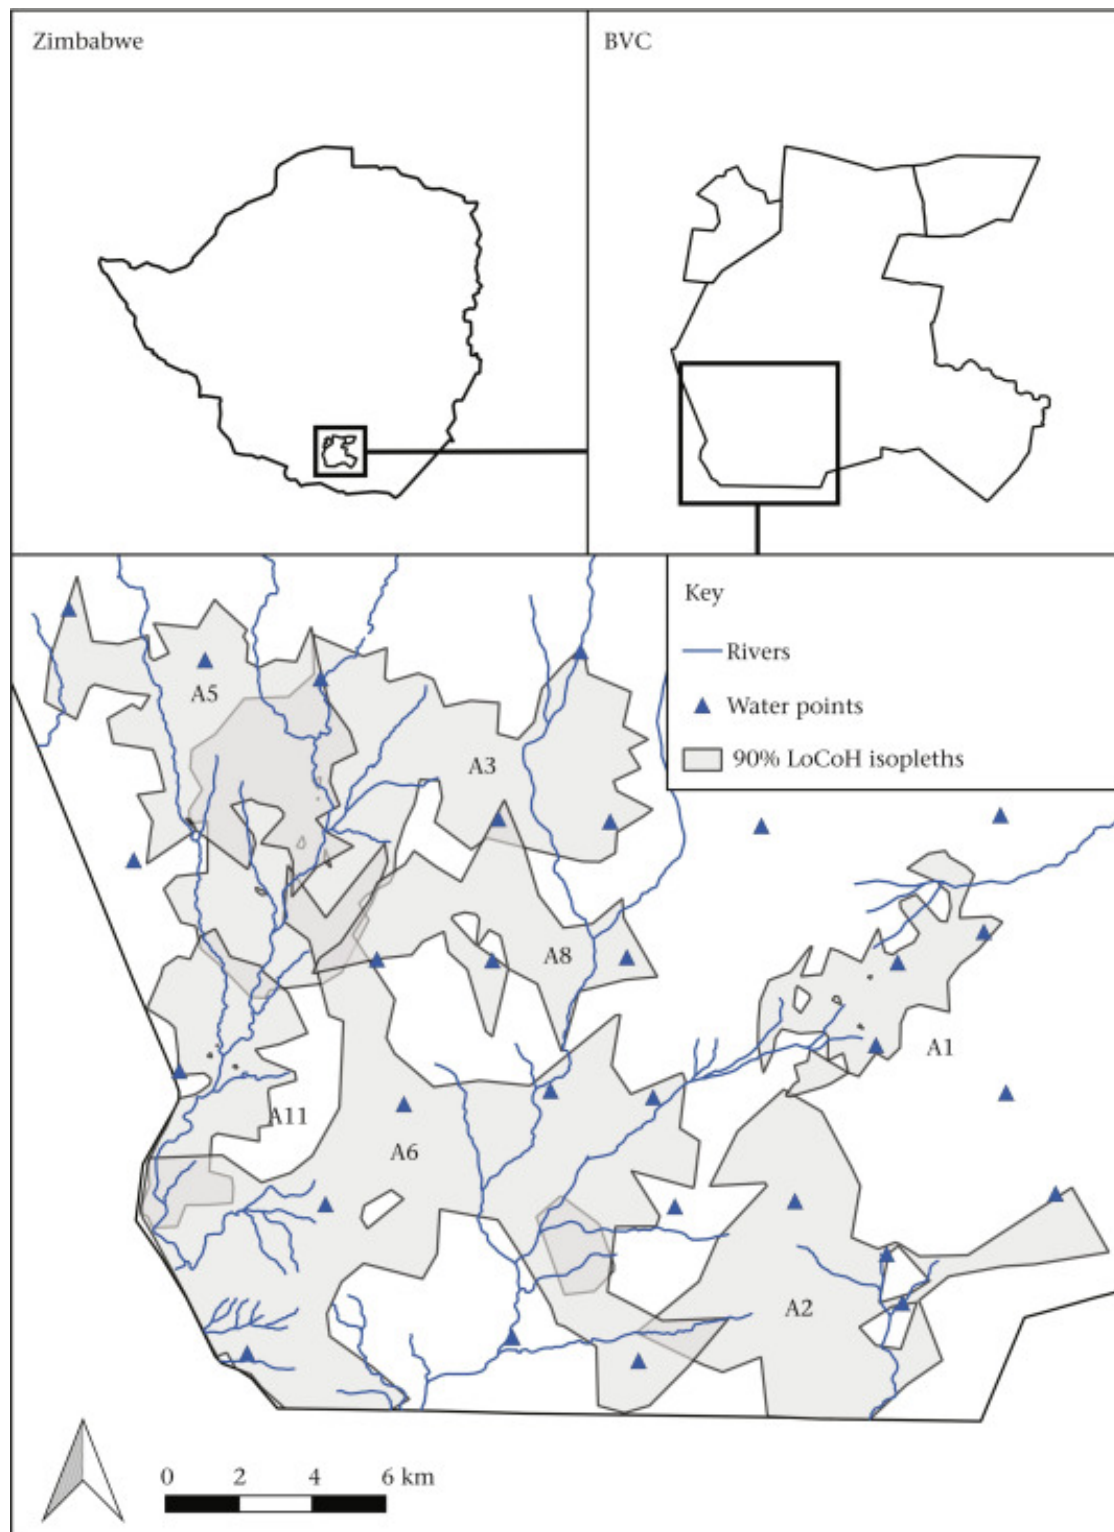 Zimbabwe
BVC
Key
Rivers
Water points
90% LoCoH isopleths
A5
A3
A8
A1
A11
A6
A2
0 2 4 6 km